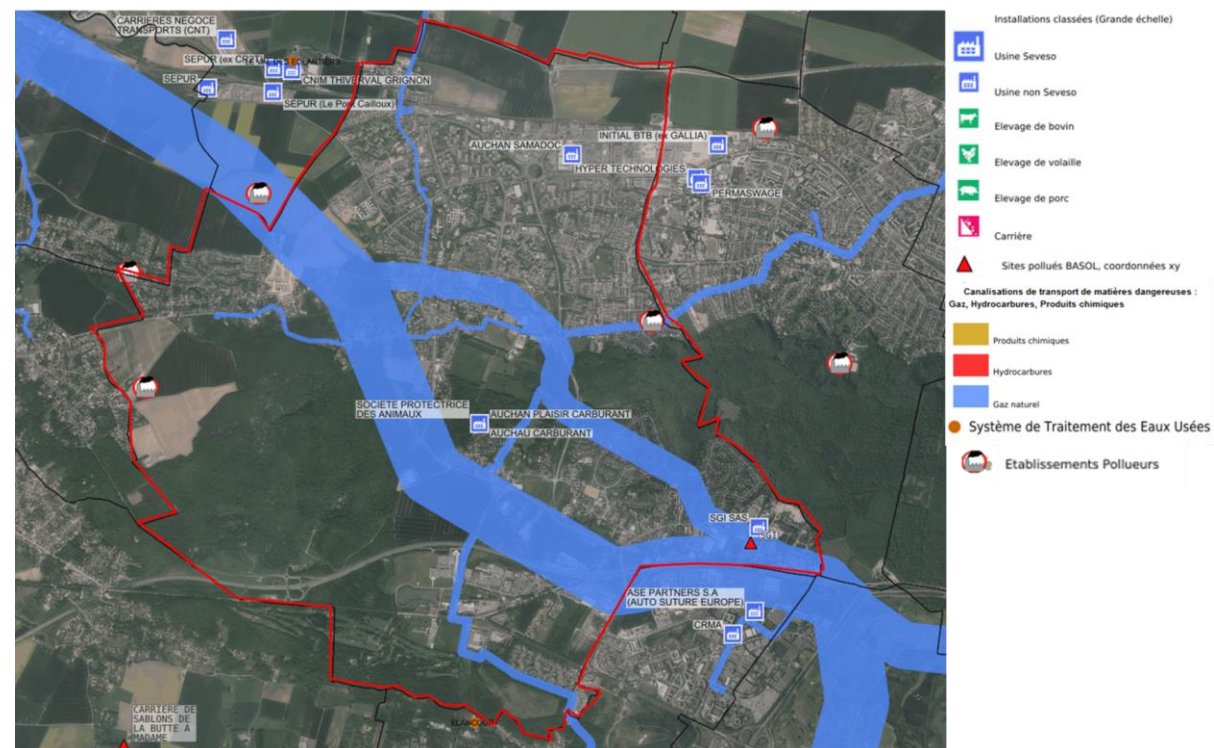 CARRIERES NEGOCE
TRANSPORTS (CNT)
SEPUR (ex CP2T)
CNIM THIVERVAL GRIGNON
SEPUR
SEPUR (Le Pont Cailloux)
INITIAL BTB (ex GALLIA)
AUCHAN SAMADOC
HYPER TECHNOLOGIES
PERMASWAGE
SOCIETE PROTECTRICE
DES ANIMAUX
AUCHAN PLAISIR CARBURANT
AUCHAU CARBURANT
SGI SAS
SGI
ASE PARTNERS S.A
(AUTO SUTURE EUROPE)
CRMA
CARRIERE DE
SABLONS DE
LA BUTTE A
MADAME
ELANCOURT
Installations classées (Grande échelle)
Usine Seveso
Usine non Seveso
Elevage de bovin
Elevage de volaille
Elevage de porc
Carrière
Sites pollués BASOL, coordonnées xy
Canalisations de transport de matières dangereuses :
Gaz, Hydrocarbures, Produits chimiques
Produits chimiques
Hydrocarbures
Gaz naturel
Système de Traitement des Eaux Usées
Etablissements Pollueurs